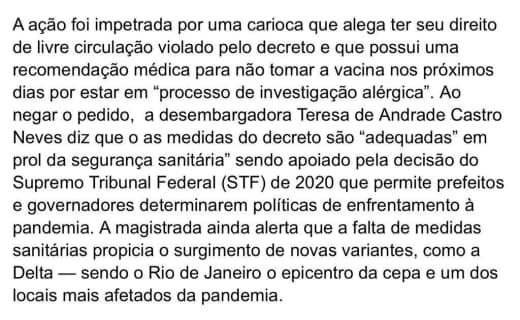 A ação foi impetrada por uma carioca que alega ter seu direito
de livre circulação violado pelo decreto e que possui uma
recomendação médica para não tomar a vacina nos próximos
dias por estar em “processo de investigação alérgica”. Ao
negar o pedido,  a desembargadora Teresa de Andrade Castro
Neves diz que o as medidas do decreto são “adequadas” em
prol da segurança sanitária” sendo apoiado pela decisão do
Supremo Tribunal Federal (STF) de 2020 que permite prefeitos
e governadores determinarem políticas de enfrentamento à
pandemia. A magistrada ainda alerta que a falta de medidas
sanitárias propicia o surgimento de novas variantes, como a
Delta — sendo o Rio de Janeiro o epicentro da cepa e um dos
locais mais afetados da pandemia.